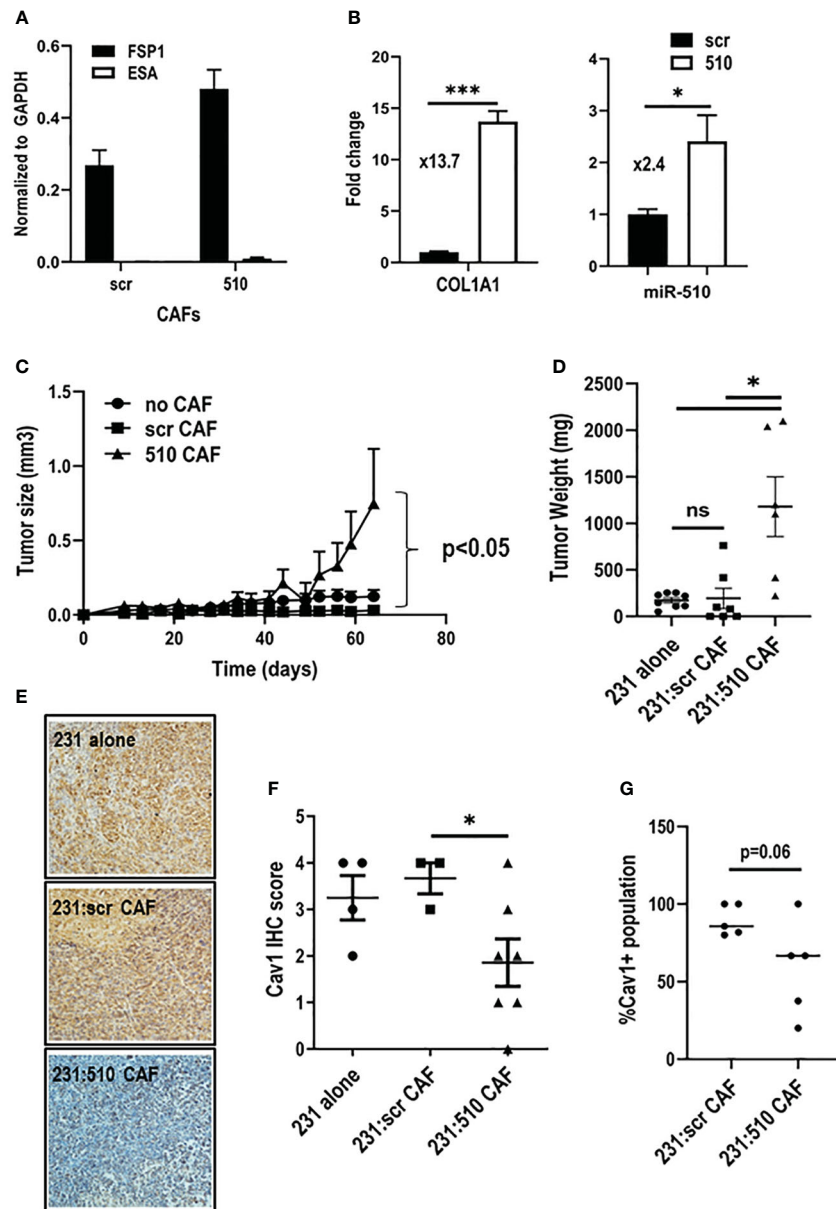 A
Normalized to GAPDH
0.6
0.4
0.2
0.0
FSP1
ESA
scr
510
CAFs
B
Fold change
20
15
10
5
0
***
x13.7
COL1A1
scr
510
4
3
2
1
0
*
x2.4
miR-510
C
Tumor size (mm3)
1.5
1.0
0.5
0.0
no CAF
scr CAF
510 CAF
p<0.05
0
20
40
60
80
Time (days)
D
Tumor Weight (mg)
2500
2000
1500
1000
500
0
*
ns
231 alone
231:scr CAF
231:510 CAF
E
231 alone
231:scr CAF
231:510 CAF
F
Cav1 IHC score
5
4
3
2
1
0
*
231 alone
231:scr CAF
231:510 CAF
G
%Cav1+ population
150
100
50
0
p=0.06
231:scr CAF
231:510 CAF